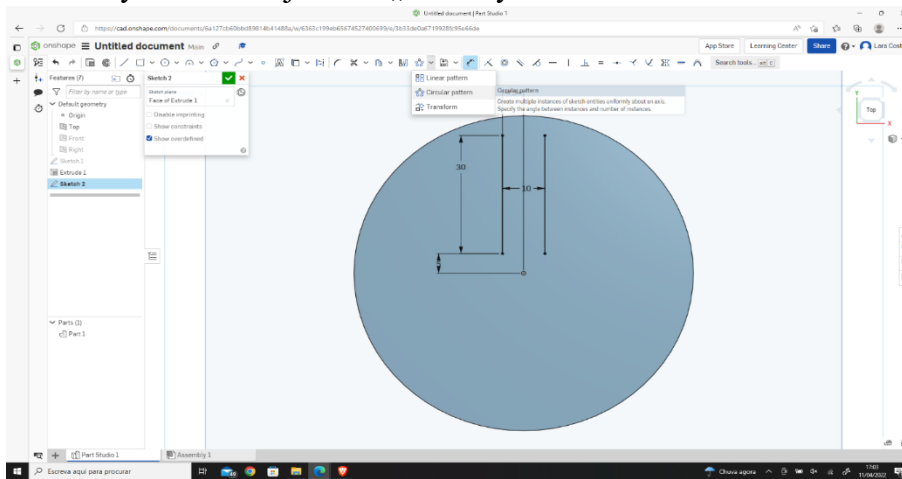 Untitled document | Part Studio 1
https://cad.onshape.com/documents/
onshape Untitled document Main
App Store Learning Center Share Lara Cost
Search tools...
Features (7)
Filter by name or type
Default geometry
Origin
Top
Front
Right
Sketch 1
Extrude 1
Sketch 2
Parts (1)
Part 1
Sketch 2
Sketch plane
Face of Extrude 1
Disable imprinting
Show constraints
Show overdefined
Linear pattern
Circular pattern
Transform
Circular pattern
Create multiple instances of sketch entities uniformly about an axis.
Specify the angle between instances and number of instances.
Y
Top
X
30
10
Part Studio 1 Assembly 1
Escreva aqui para procurar
Chuva agora
17:03
11/04/2022